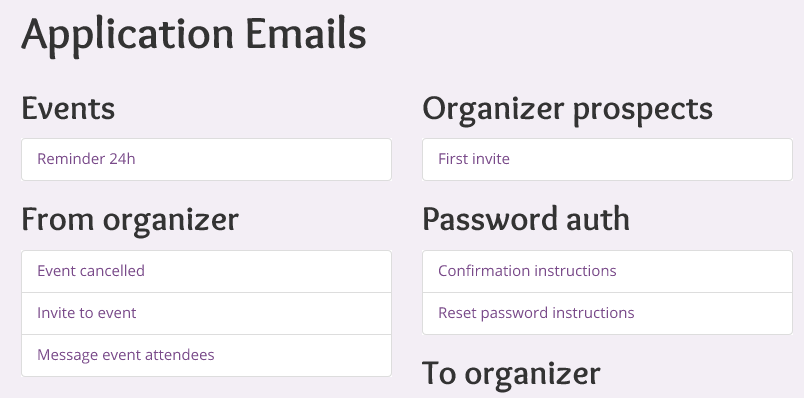 Application Emails
Events
Reminder 24h
From organizer
Event cancelled
Invite to event
Message event attendees
Organizer prospects
First invite
Password auth
Confirmation instructions
Reset password instructions
To organizer